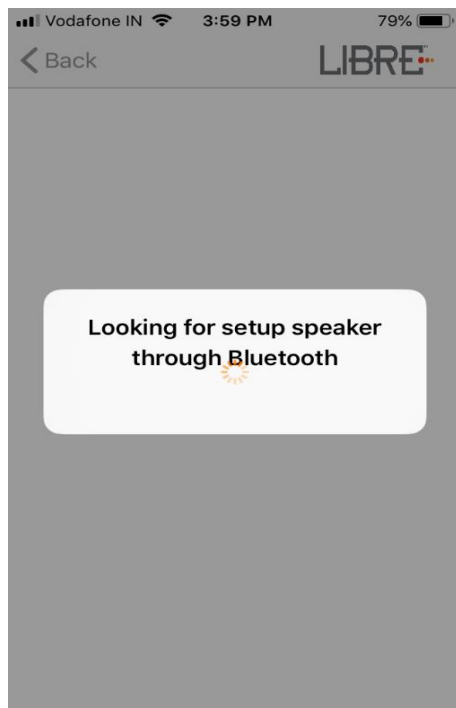 Vodafone IN 3:59 PM 79%
Back LIBRE
Looking for setup speaker
through Bluetooth